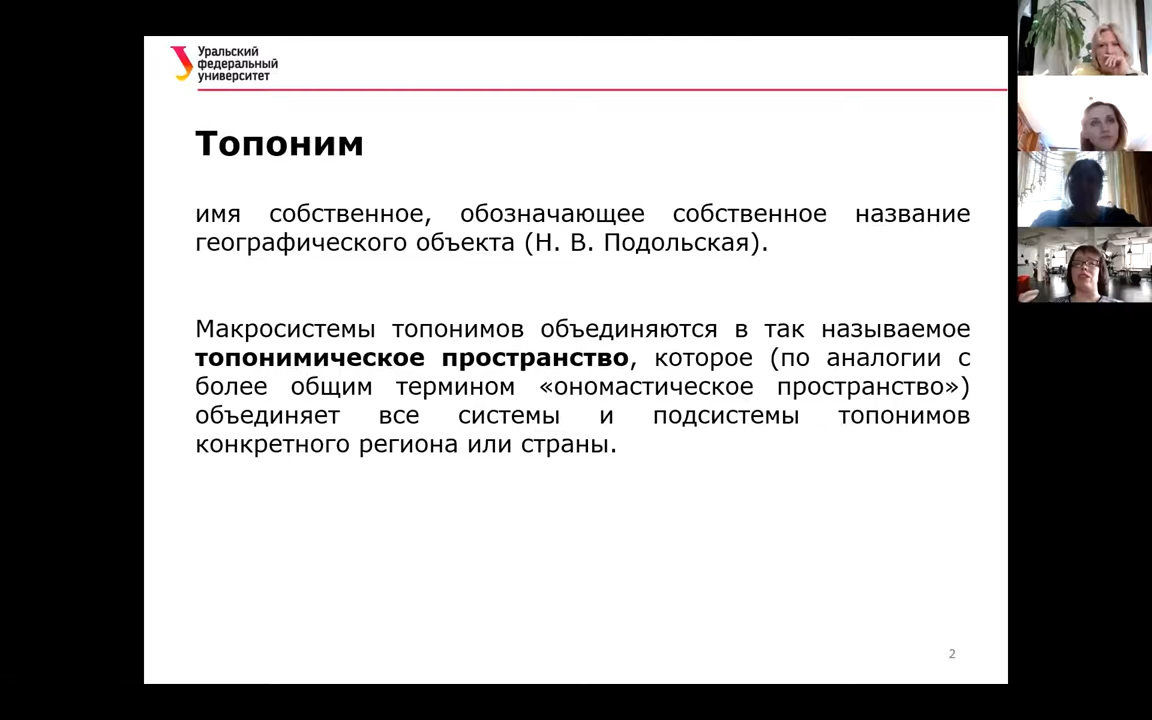 Уральский
федеральный
университет
Топоним
имя собственное, обозначающее собственное название
географического объекта (Н. В. Подольская).
Макросистемы топонимов объединяются в так называемое
топонимическое пространство, которое (по аналогии с
более общим термином «ономастическое пространство»)
объединяет все системы и подсистемы топонимов
конкретного региона или страны.
2